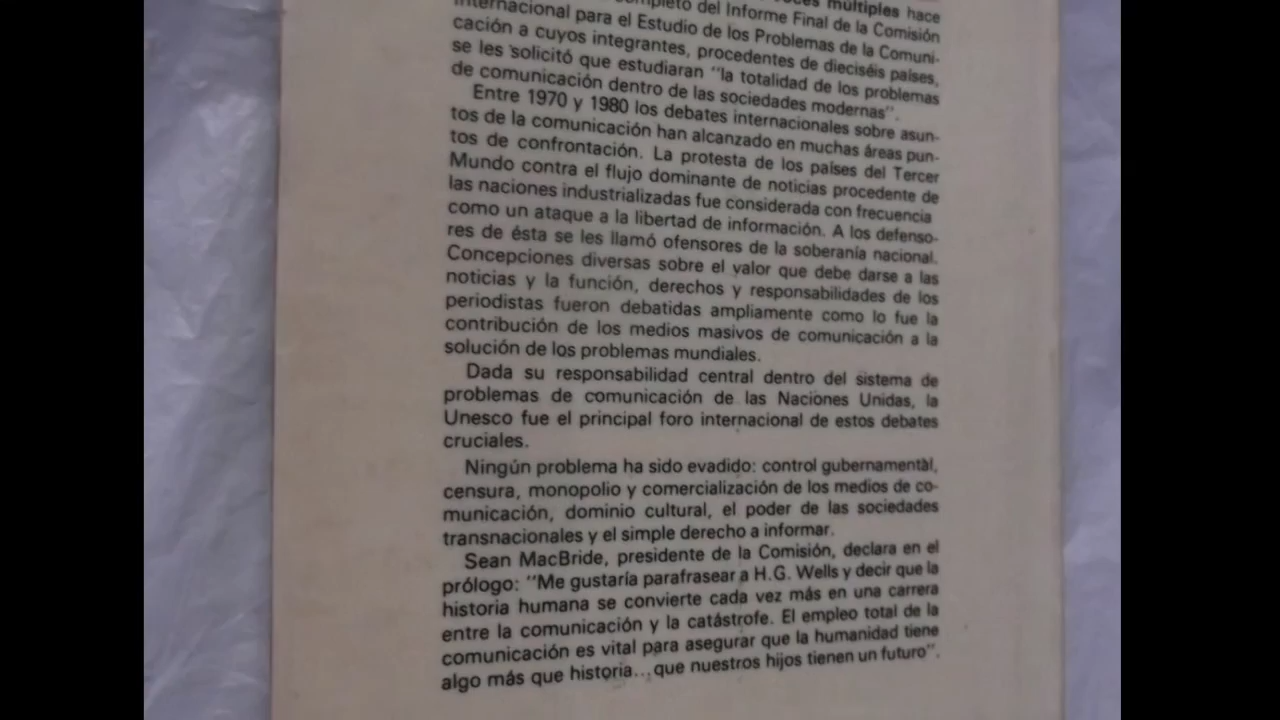 voces múltiples hace
completo del Informe Final de la Comisión
Internacional para el Estudio de los Problemas de la Comuni-
cación a cuyos integrantes, procedentes de dieciséis países,
se les solicitó que estudiaran "la totalidad de los problemas
de comunicación dentro de las sociedades modernas".
Entre 1970 y 1980 los debates internacionales sobre asun-
tos de la comunicación han alcanzado en muchas áreas pun-
tos de confrontación. La protesta de los países del Tercer
Mundo contra el flujo dominante de noticias procedente de
las naciones industrializadas fue considerada con frecuencia
como un ataque a la libertad de información. A los defenso-
res de ésta se les llamó ofensores de la soberanía nacional.
Concepciones diversas sobre el valor que debe darse a las
noticias y la función, derechos y responsabilidades de los
periodistas fueron debatidas ampliamente como lo fue la
contribución de los medios masivos de comunicación a la
solución de los problemas mundiales.
Dada su responsabilidad central dentro del sistema de
problemas de comunicación de las Naciones Unidas, la
Unesco fue el principal foro internacional de estos debates
cruciales.
Ningún problema ha sido evadido: control gubernamental,
censura, monopolio y comercialización de los medios de co-
municación, dominio cultural, el poder de las sociedades
transnacionales y el simple derecho a informar.
Sean MacBride, presidente de la Comisión, declara en el
prólogo: "Me gustaría parafrasear a H.G. Wells y decir que la
historia humana se convierte cada vez más en una carrera
entre la comunicación y la catástrofe. El empleo total de la
comunicación es vital para asegurar que la humanidad tiene
algo más que historia...que nuestros hijos tienen un futuro".